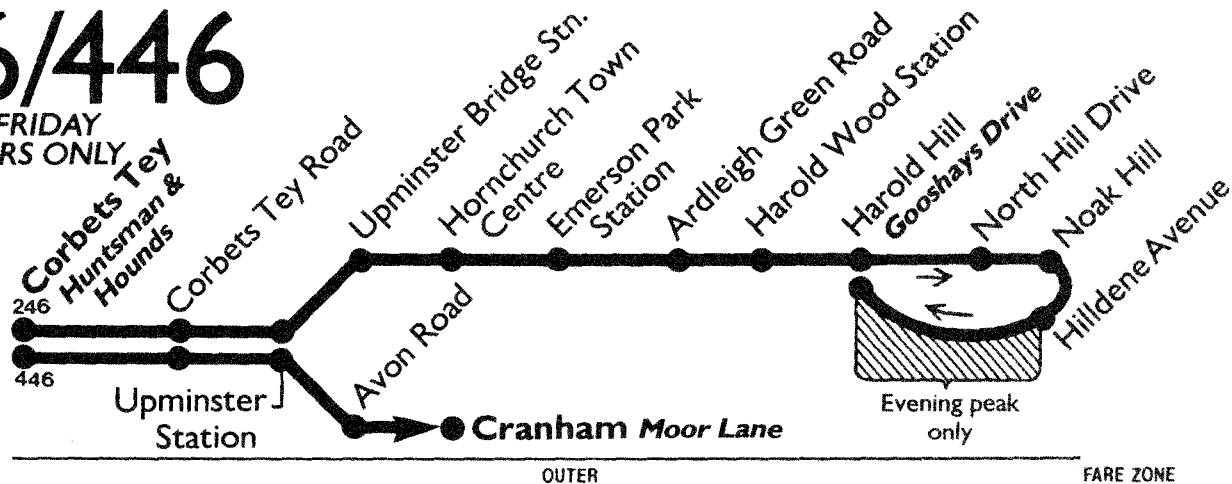 6/446
FRIDAY
RS ONLY
Corbets Tey
Huntsman &
Hounds
Corbets Tey Road
Upminster Bridge Stn.
Hornchurch Town
Centre
Emerson Park
Station
Ardleigh Green Road
Harold Wood Station
Harold Hill
Gooshays Drive
North Hill Drive
Noak Hill
Hilldene Avenue
246
446
Upminster
Station
Avon Road
Cranham Moor Lane
Evening peak
only
OUTER
FARE ZONE